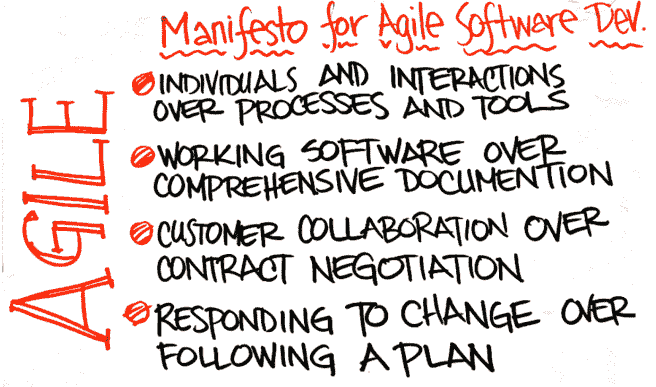 Manifesto for Agile Software Dev.
AGILE
INDIVIDUALS AND INTERACTIONS
OVER PROCESSES AND TOOLS
WORKING SOFTWARE OVER
COMPREHENSIVE DOCUMENTION
CUSTOMER COLLABORATION OVER
CONTRACT NEGOTIATION
RESPONDING TO CHANGE OVER
FOLLOWING A PLAN